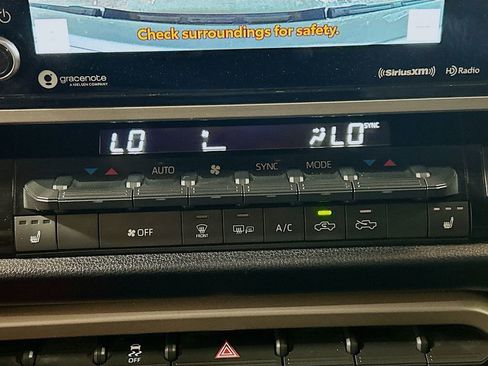 Check surroundings for safety.
gracenote
A NIELSEN COMPANY
SiriusXM
HD Radio
LO L LO SYNC
AUTO SYNC MODE
OFF FRONT A/C
OFF